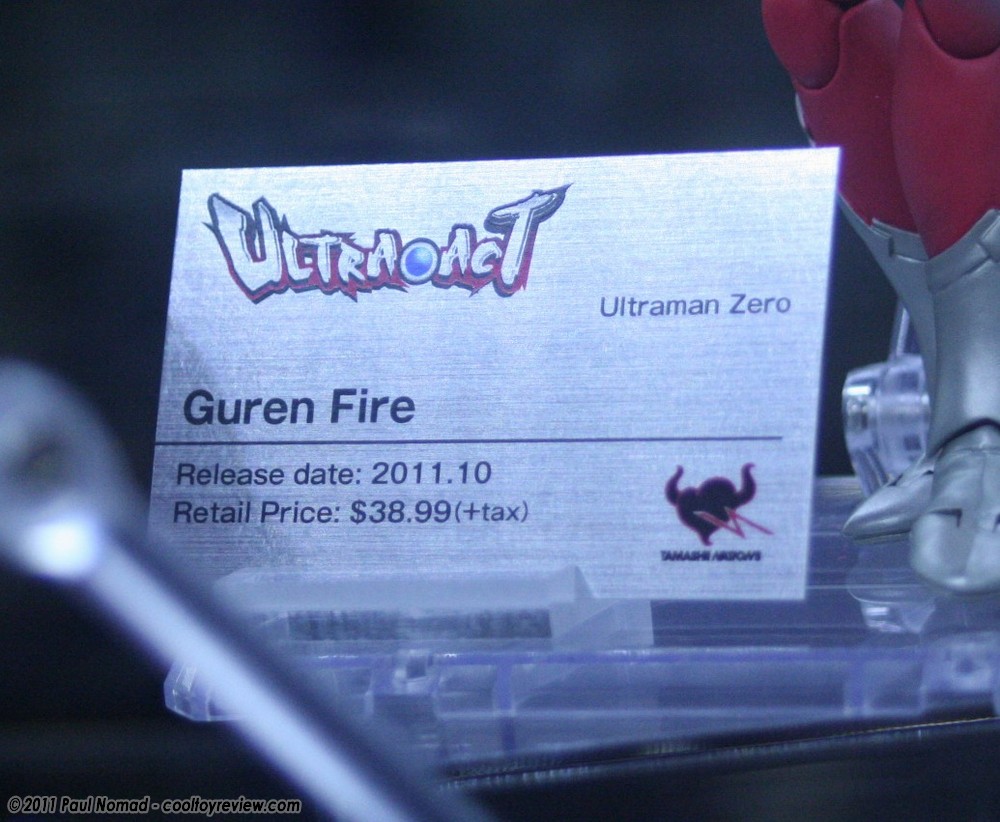 ULTRA ACT
Ultraman Zero
Guren Fire
Release date: 2011.10
Retail Price: $38.99(+tax)
TAMASHII NATIONS
©2011 Paul Nomad - cooltoyreview.com